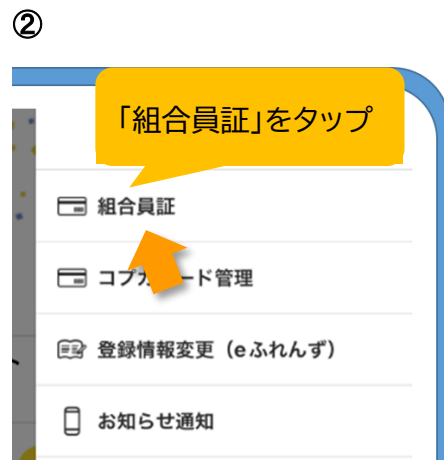 ②
「組合員証」をタップ
組合員証
コプカ ード管理
登録情報変更（eふれんず）
お知らせ通知